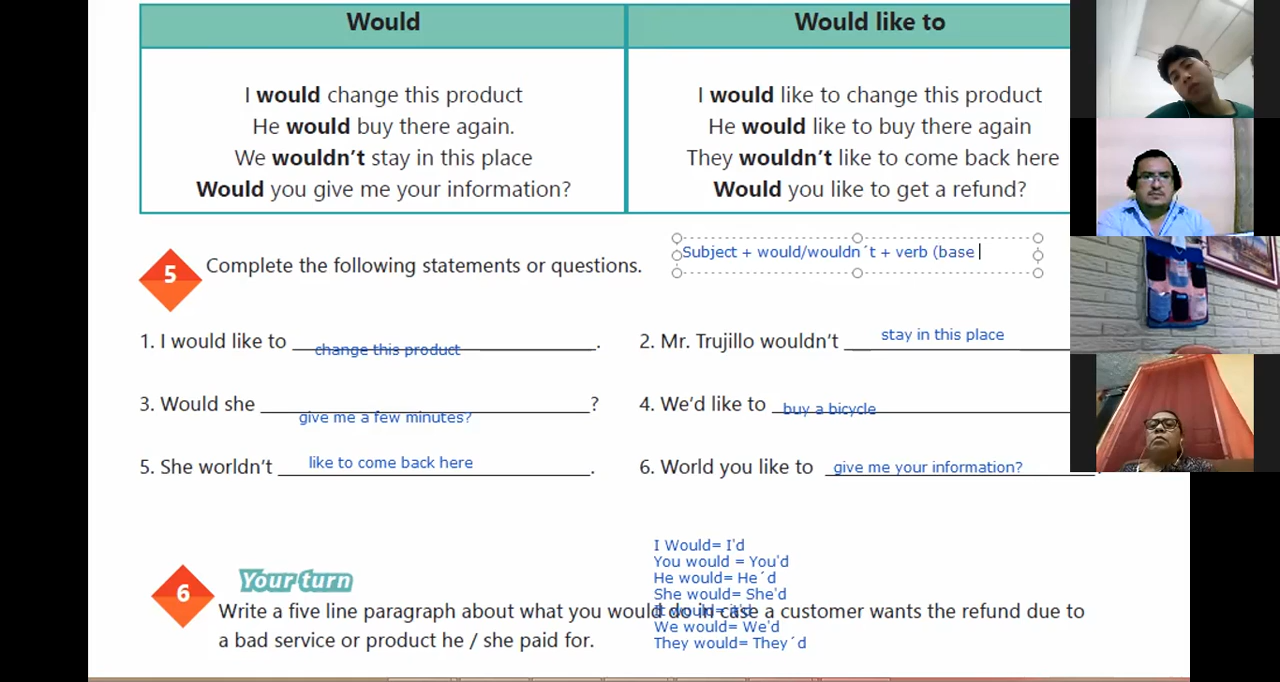 Would
Would like to
I would change this product
He would buy there again.
We wouldn't stay in this place
Would you give me your information?
I would like to change this product
He would like to buy there again
They wouldn't like to come back here
Would you like to get a refund?
Subject + would/wouldn´t + verb (base
5 Complete the following statements or questions.
1. I would like to change this product .
2. Mr. Trujillo wouldn't stay in this place
3. Would she give me a few minutes? ?
4. We'd like to buy a bicycle
5. She worldn't like to come back here .
6. World you like to give me your information? .
I Would= I'd
You would = You'd
He would= He´d
She would= She'd
We would= We'd
They would= They´d
6 Your turn
Write a five line paragraph about what you would do in case a customer wants the refund due to
a bad service or product he / she paid for.